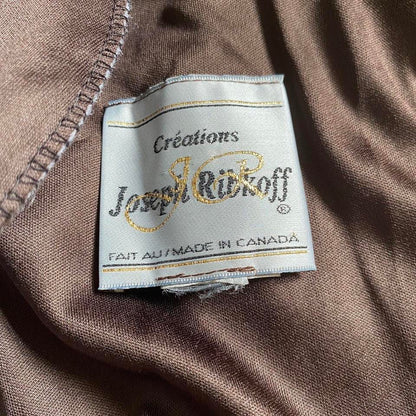 Créations
Joseph Ribkoff
®
FAIT AU/MADE IN CANADA